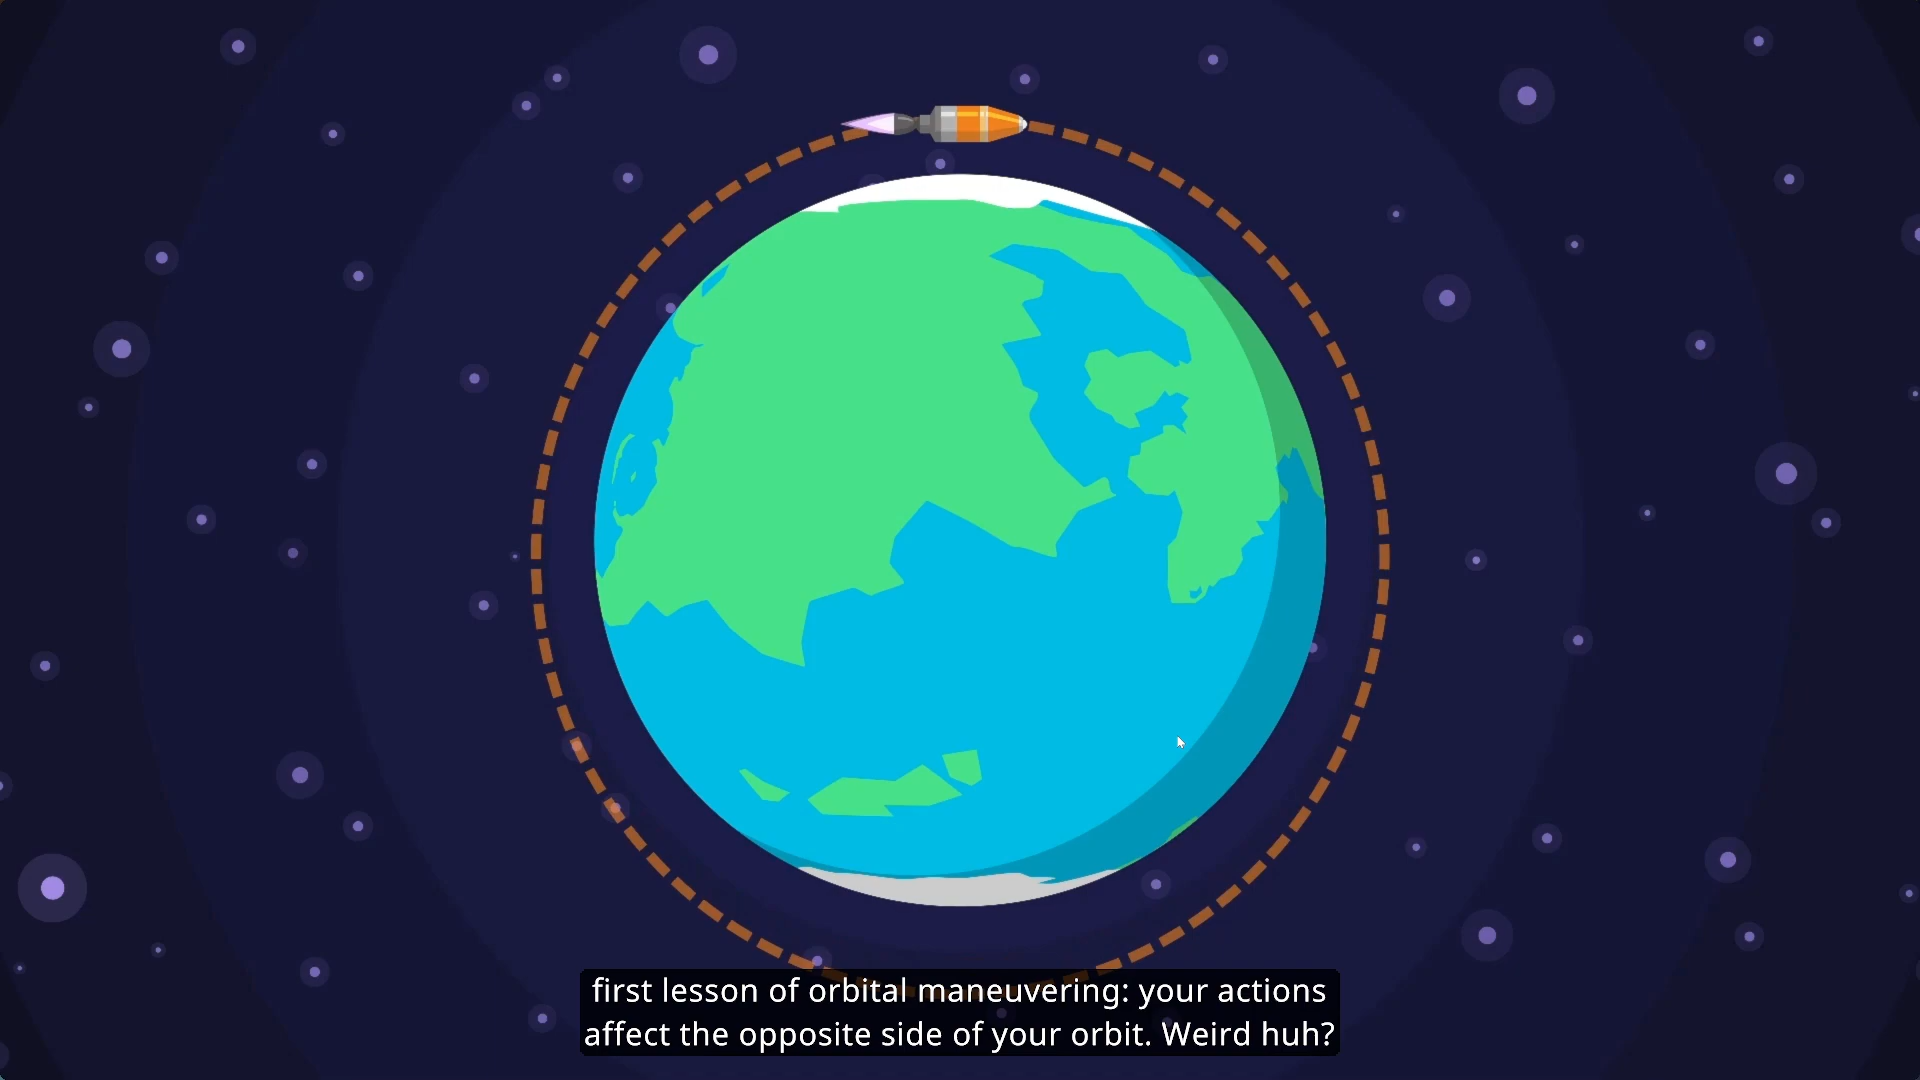 first lesson of orbital maneuvering: your actions
affect the opposite side of your orbit. Weird huh?